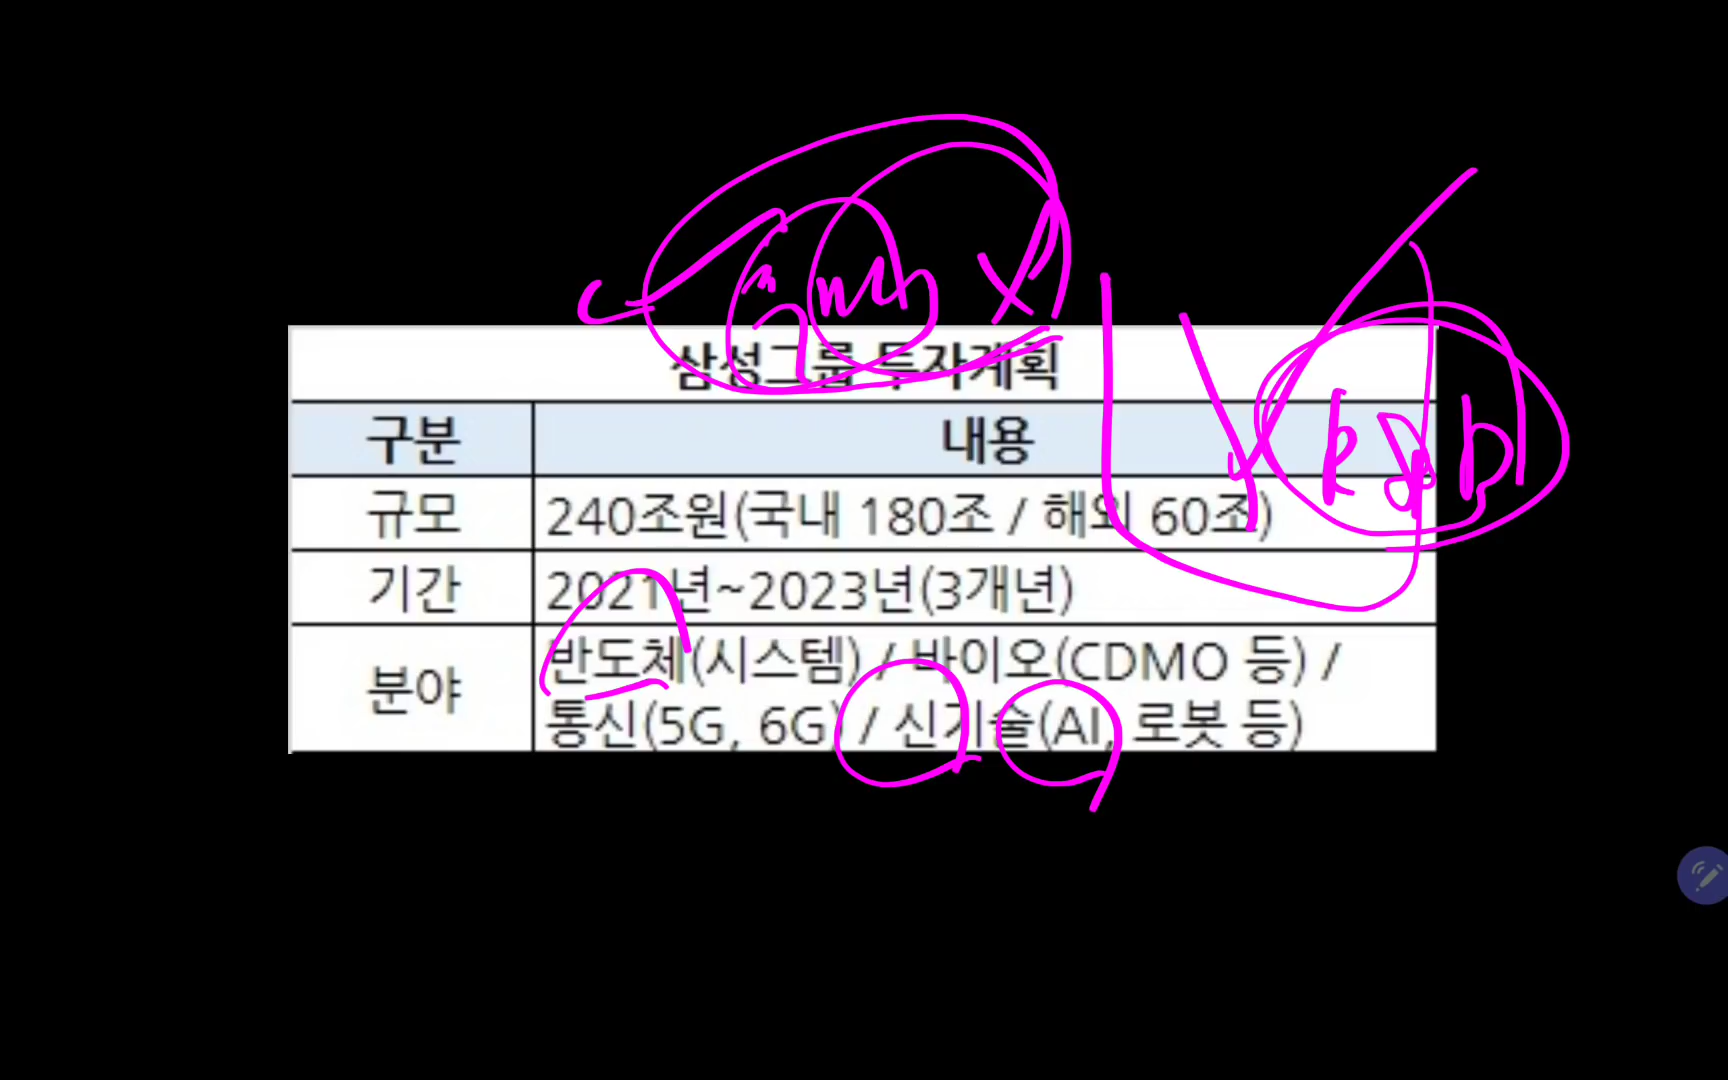 삼성그룹 투자계획
구분 내용
규모 240조원(국내 180조 / 해외 60조)
기간 2021년~2023년(3개년)
분야 반도체(시스템) / 바이오(CDMO 등) /
통신(5G, 6G) / 신기술(AI, 로봇 등)